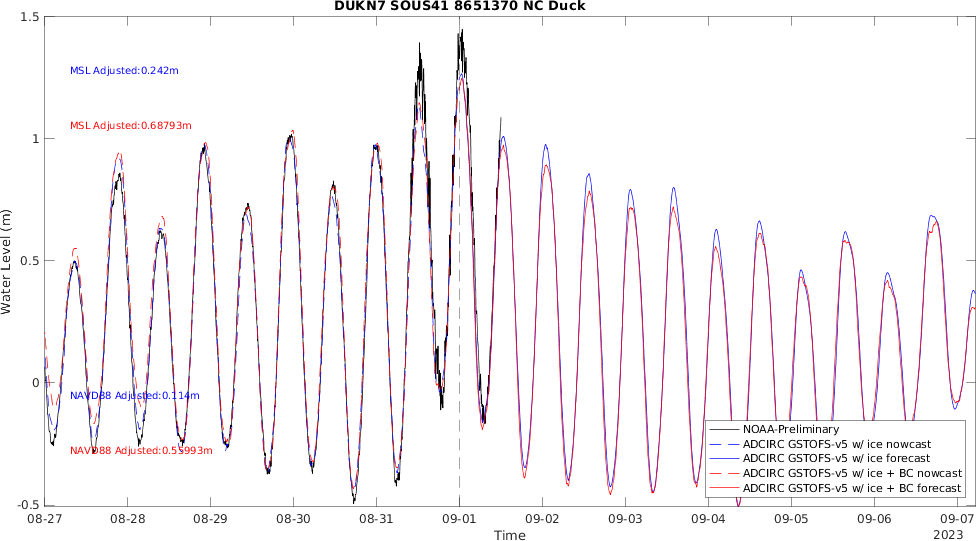 DUKN7 SOUS41 8651370 NC Duck
1.5
MSL Adjusted:0.242m
MSL Adjusted:0.68793m
1
0.5
Water Level (m)
0
NAVD88 Adjusted:0.114m
NAVD88 Adjusted:0.55993m
-0.5
NOAA-Preliminary
ADCIRC GSTOFS-v5 w/ ice nowcast
ADCIRC GSTOFS-v5 w/ ice forecast
ADCIRC GSTOFS-v5 w/ ice + BC nowcast
ADCIRC GSTOFS-v5 w/ ice + BC forecast
08-27 08-28 08-29 08-30 08-31 09-01 09-02 09-03 09-04 09-05 09-06 09-07
Time
2023